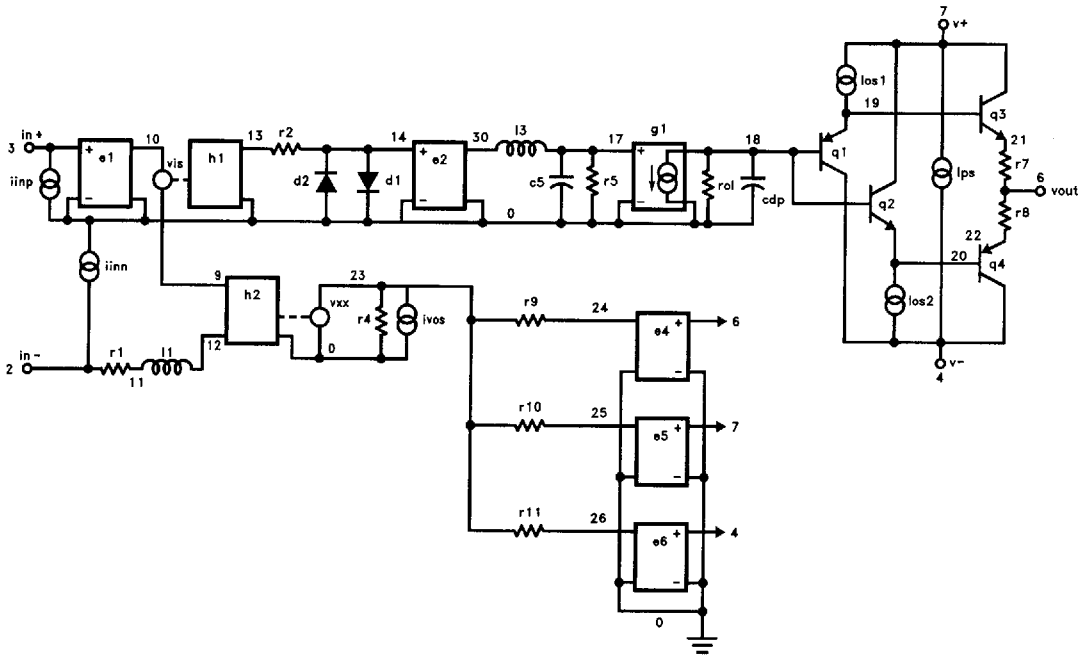 7
v+
Ios1
19
q3
in+
10
13
r2
14
30
l3
17
g1
18
q1
21
3
e1
vis
h1
e2
Ips
r7
6
iinp
d2
d1
c5
r5
rol
cdp
q2
vout
r8
0
22
20
q4
iinn
9
h2
23
vxx
r4
ivos
r9
24
e4
6
Ios2
in-
12
0
v-
2
r1
l1
11
4
r10
25
e5
7
r11
26
e6
4
0
+
-
+
-
+
-
+
-
+
-
+
-